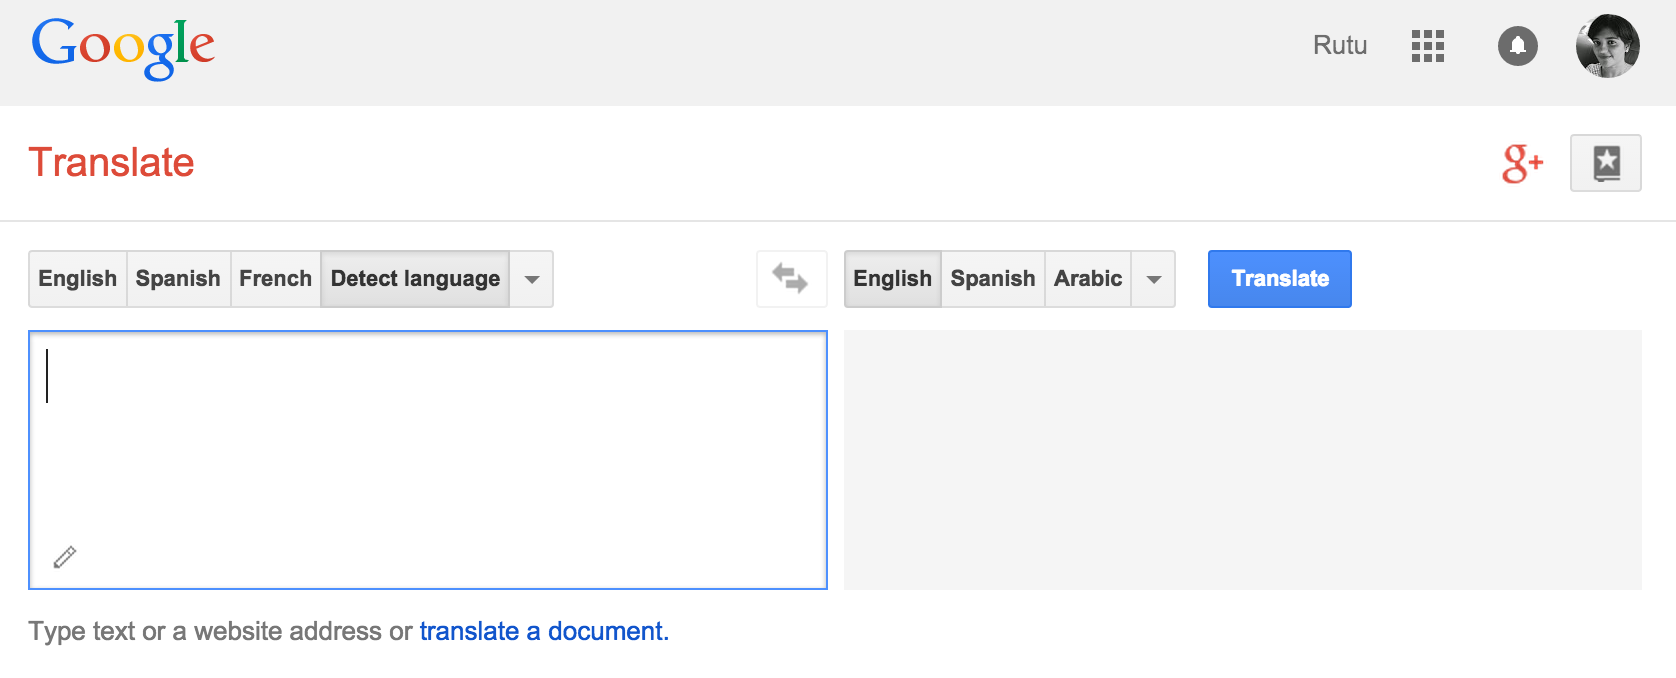 Google
Rutu
Translate
g+
English Spanish French Detect language
English Spanish Arabic
Translate
Type text or a website address or translate a document.